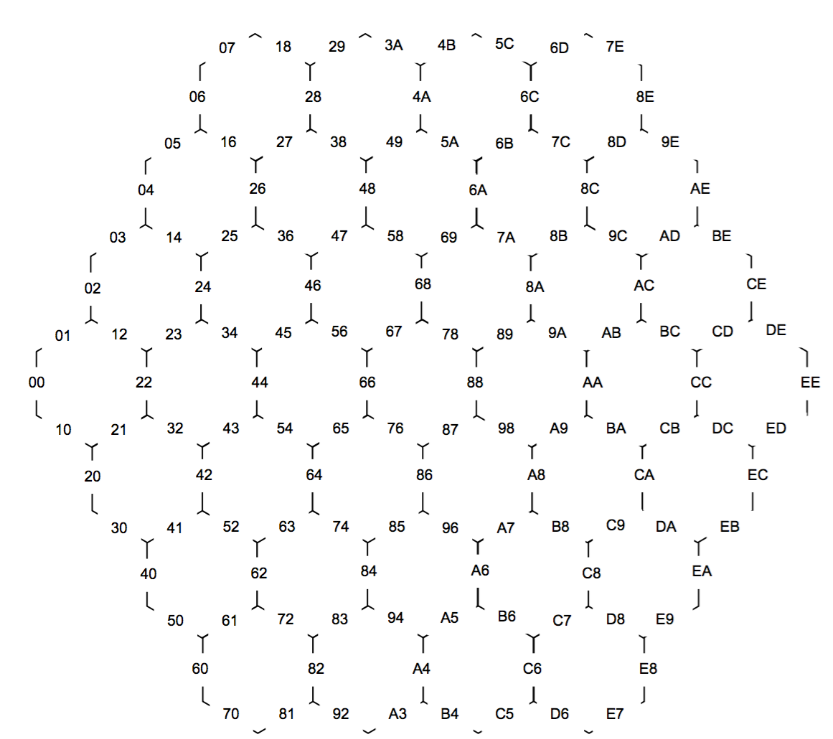 07 18 29 3A 4B 5C 6D 7E
06 28 4A 6C 8E
05 16 27 38 49 5A 6B 7C 8D 9E
04 26 48 6A 8C AE
03 14 25 36 47 58 69 7A 8B 9C AD BE
02 24 46 68 8A AC CE
01 12 23 34 45 56 67 78 89 9A AB BC CD DE
00 22 44 66 88 AA CC EE
10 21 32 43 54 65 76 87 98 A9 BA CB DC ED
20 42 64 86 A8 CA EC
30 41 52 63 74 85 96 A7 B8 C9 DA EB
40 62 84 A6 C8 EA
50 61 72 83 94 A5 B6 C7 D8 E9
60 82 A4 C6 E8
70 81 92 A3 B4 C5 D6 E7